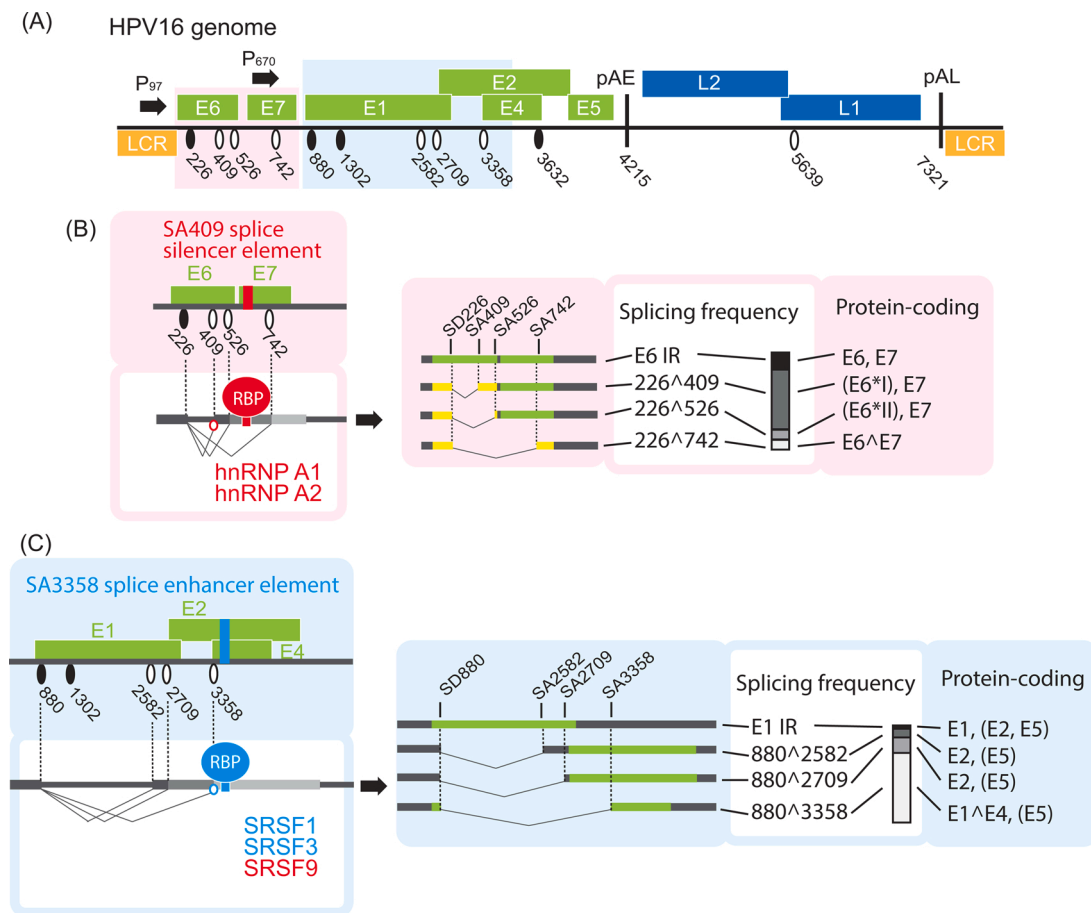 (A)
HPV16 genome
P97
P670
E6
E7
E1
E2
E4
E5
pAE
L2
L1
pAL
LCR
226
409
526
742
880
1302
2582
2709
3358
3632
4215
5639
7321
LCR
(B)
SA409 splice
silencer element
E6
E7
226
409
526
742
RBP
hnRNP A1
hnRNP A2
SD226
SA409
SA526
SA742
Splicing frequency
Protein-coding
E6 IR
E6, E7
226^409
(E6*I), E7
226^526
(E6*II), E7
226^742
E6^E7
(C)
SA3358 splice enhancer element
E2
E1
E4
880
1302
2582
2709
3358
RBP
SRSF1
SRSF3
SRSF9
SD880
SA2582
SA2709
SA3358
Splicing frequency
Protein-coding
E1 IR
E1, (E2, E5)
880^2582
E2, (E5)
880^2709
E2, (E5)
880^3358
E1^E4, (E5)